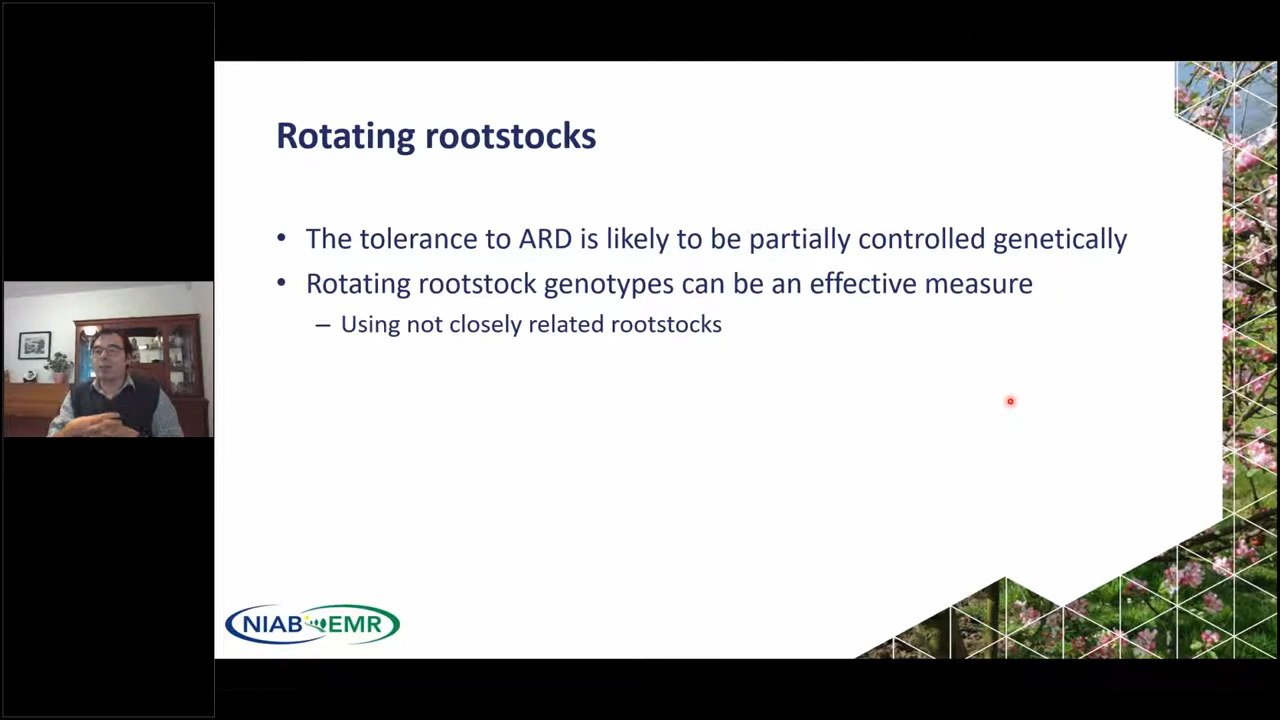 Rotating rootstocks
• The tolerance to ARD is likely to be partially controlled genetically
• Rotating rootstock genotypes can be an effective measure
– Using not closely related rootstocks
NIAB EMR